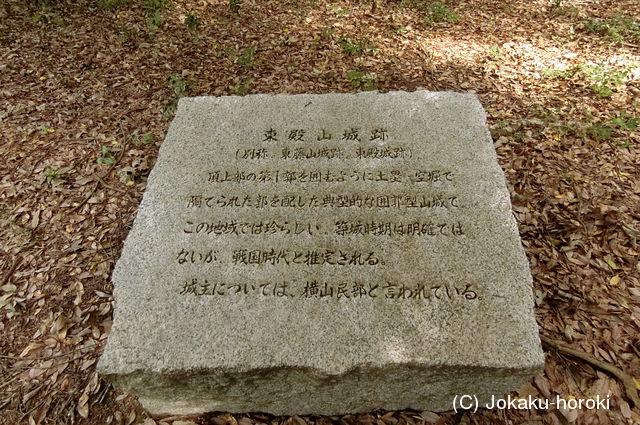 東殿山城跡
(別称、東藤山城跡、東殿城跡)
頂上部の第1郭を囲むように土塁、空堀で
隔てられた郭を配した典型的な囲郭型山城で、
この地域では珍らしい。築城時期は明確では
ないが、戦国時代と推定される。
城主については、横山民部と言われている。
(C) Jokaku-horoki